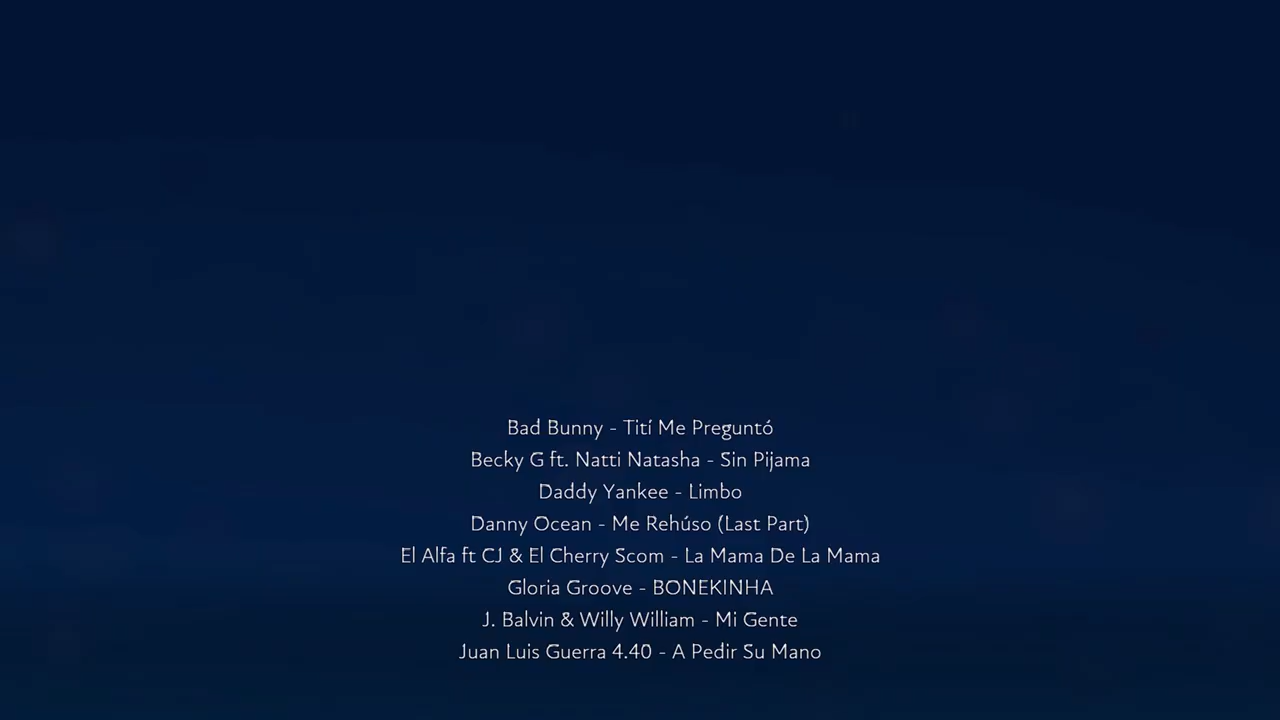 Bad Bunny - Tití Me Preguntó
Becky G ft. Natti Natasha - Sin Pijama
Daddy Yankee - Limbo
Danny Ocean - Me Rehúso (Last Part)
El Alfa ft CJ & El Cherry Scom - La Mama De La Mama
Gloria Groove - BONEKINHA
J. Balvin & Willy William - Mi Gente
Juan Luis Guerra 4.40 - A Pedir Su Mano